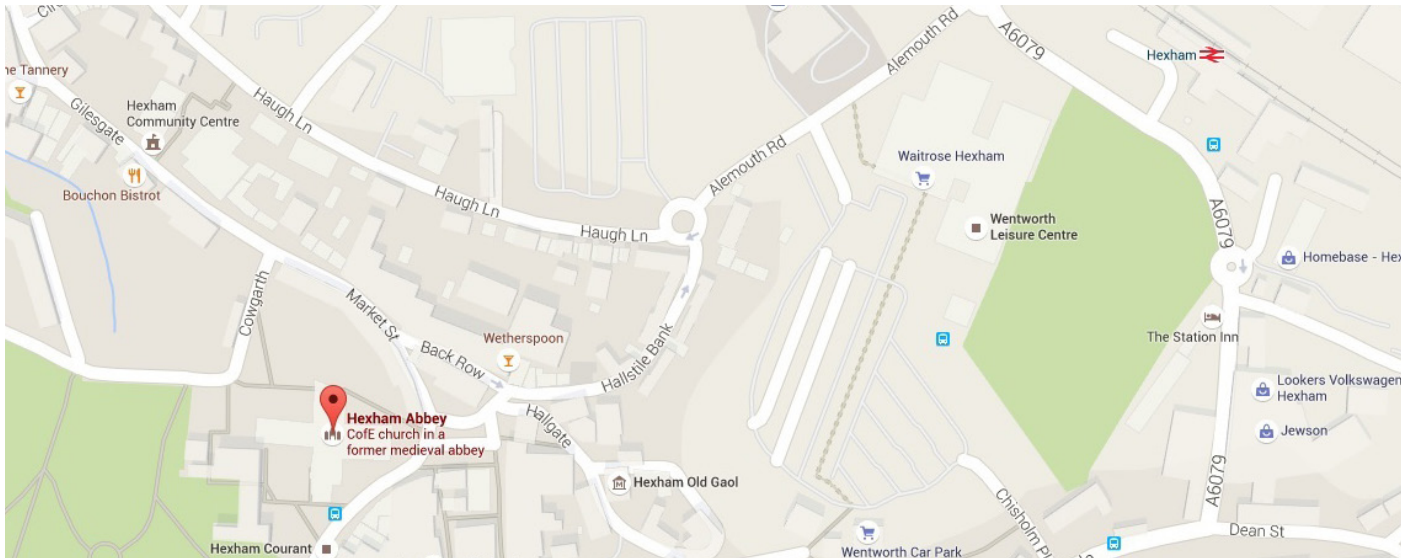 A6079
Alemouth Rd
Hexham
ne Tannery
Gilesgate
Hexham
Community Centre
Haugh Ln
Bouchon Bistrot
Haugh Ln
Haugh Ln
Alemouth Rd
Waitrose Hexham
Wentworth
Leisure Centre
A6079
Homebase - Hex
Cowgarth
Market St
Back Row
Wetherspoon
Hallstile Bank
The Station Inn
Lookers Volkswagen
Hexham
Jewson
Hexham Abbey
CofE church in a
former medieval abbey
Hallgate
Hexham Old Gaol
Chisholm Pl
A6079
Dean St
Hexham Courant
Wentworth Car Park